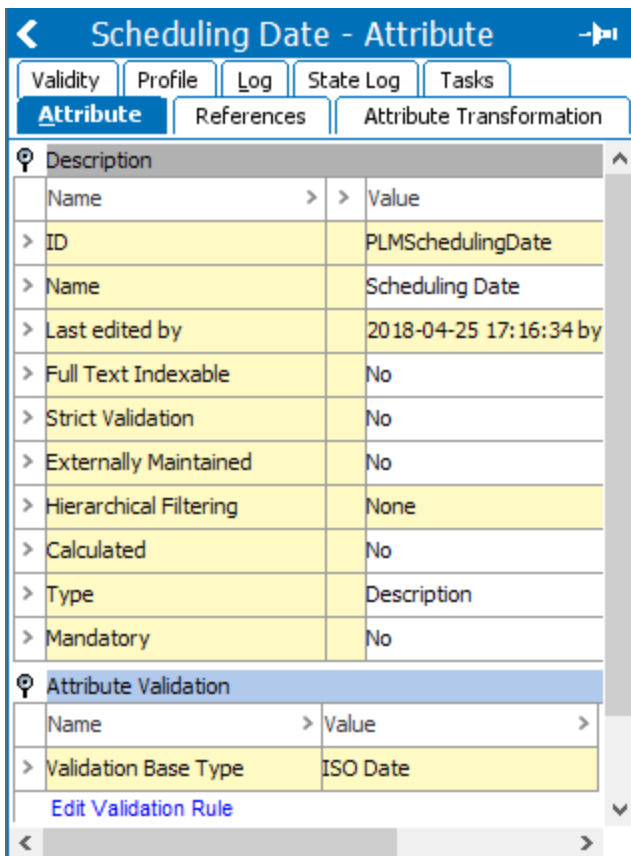 Scheduling Date - Attribute
Validity Profile Log State Log Tasks
Attribute References Attribute Transformation
Description
Name > > Value
> ID PLMSchedulingDate
> Name Scheduling Date
> Last edited by 2018-04-25 17:16:34 by
> Full Text Indexable No
> Strict Validation No
> Externally Maintained No
> Hierarchical Filtering None
> Calculated No
> Type Description
> Mandatory No
Attribute Validation
Name > Value >
> Validation Base Type ISO Date
Edit Validation Rule